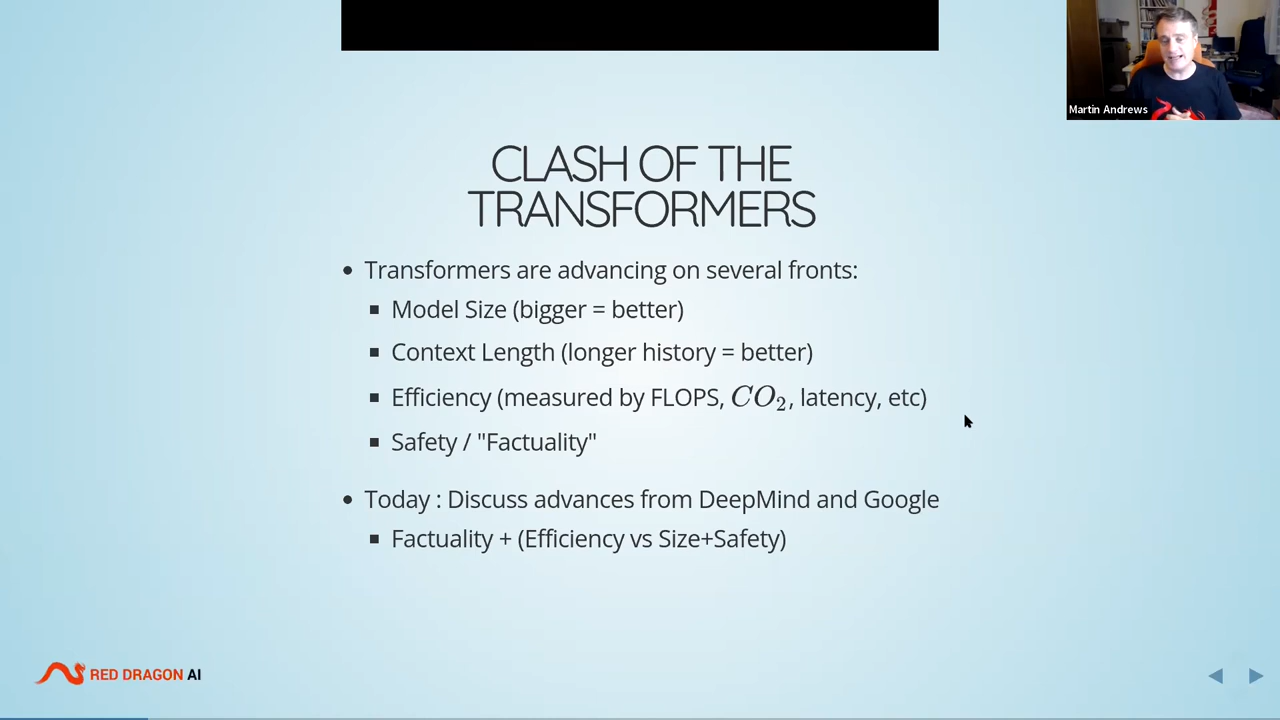 Martin Andrews
CLASH OF THE
TRANSFORMERS
• Transformers are advancing on several fronts:
▪ Model Size (bigger = better)
▪ Context Length (longer history = better)
▪ Efficiency (measured by FLOPS, CO₂, latency, etc)
▪ Safety / "Factuality"
• Today : Discuss advances from DeepMind and Google
▪ Factuality + (Efficiency vs Size+Safety)
RED DRAGON AI